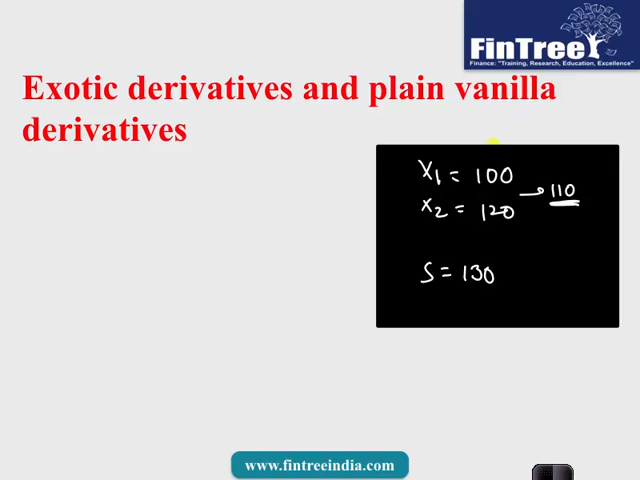 FinTree
Finance: "Training, Research, Education, Excellence"
Exotic derivatives and plain vanilla
derivatives
X1 = 100
X2 = 120
→ 110
S = 130
www.fintreeindia.com